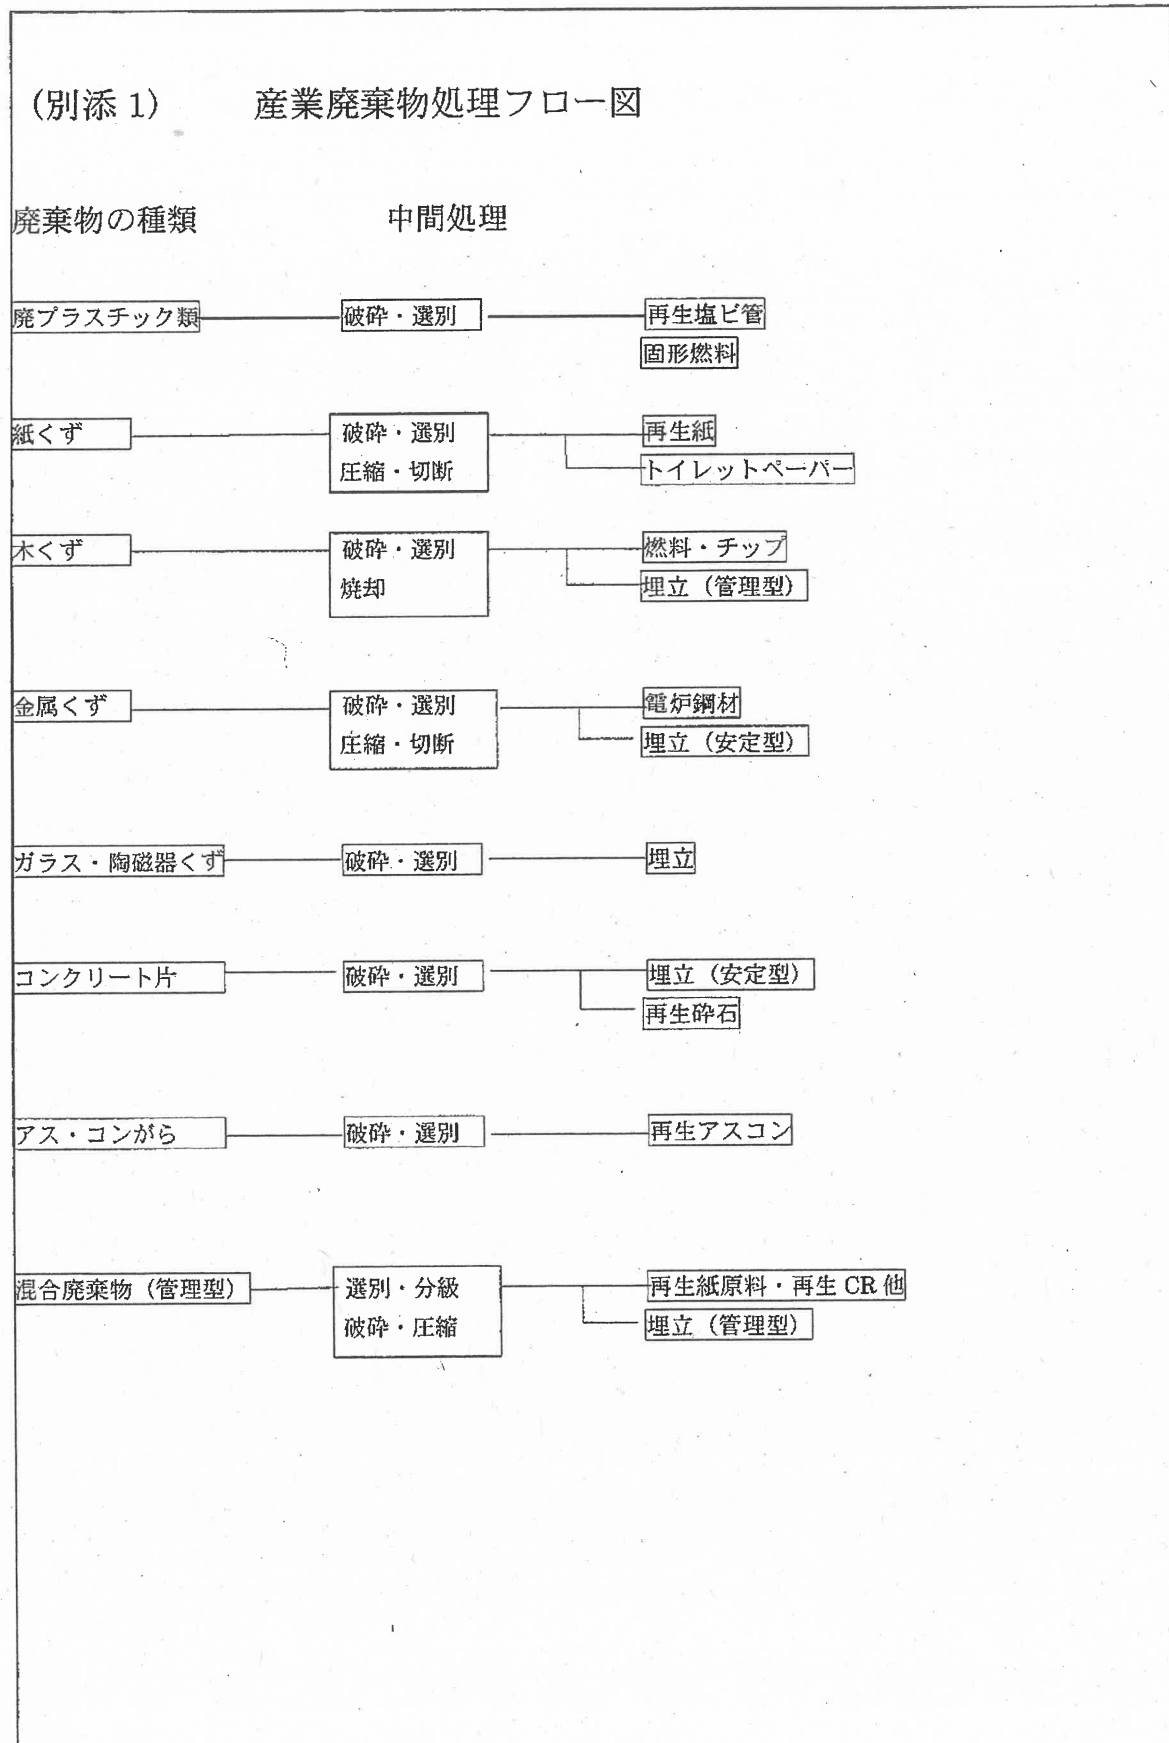 (別添 1)　産業廃棄物処理フロー図
廃棄物の種類　中間処理
廃プラスチック類　破砕・選別　再生塩ビ管
固形燃料
紙くず　破砕・選別　再生紙
圧縮・切断　トイレットペーパー
木くず　破砕・選別　燃料・チップ
焼却　埋立（管理型）
金属くず　破砕・選別　電炉鋼材
圧縮・切断　埋立（安定型）
ガラス・陶磁器くず　破砕・選別　埋立
コンクリート片　破砕・選別　埋立（安定型）
再生砕石
アス・コンがら　破砕・選別　再生アスコン
混合廃棄物（管理型）　選別・分級　再生紙原料・再生 CR 他
破砕・圧縮　埋立（管理型）